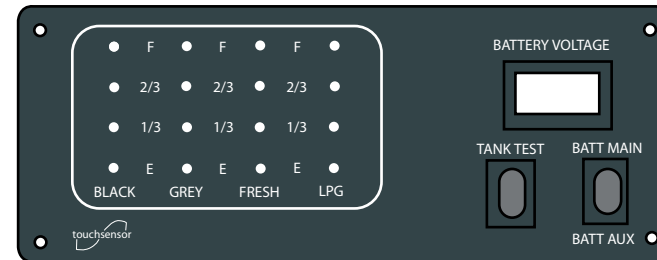 F F F
2/3 2/3 2/3
1/3 1/3 1/3
E E E
BLACK GREY FRESH LPG
touchsensor
BATTERY VOLTAGE
TANK TEST BATT MAIN
BATT AUX